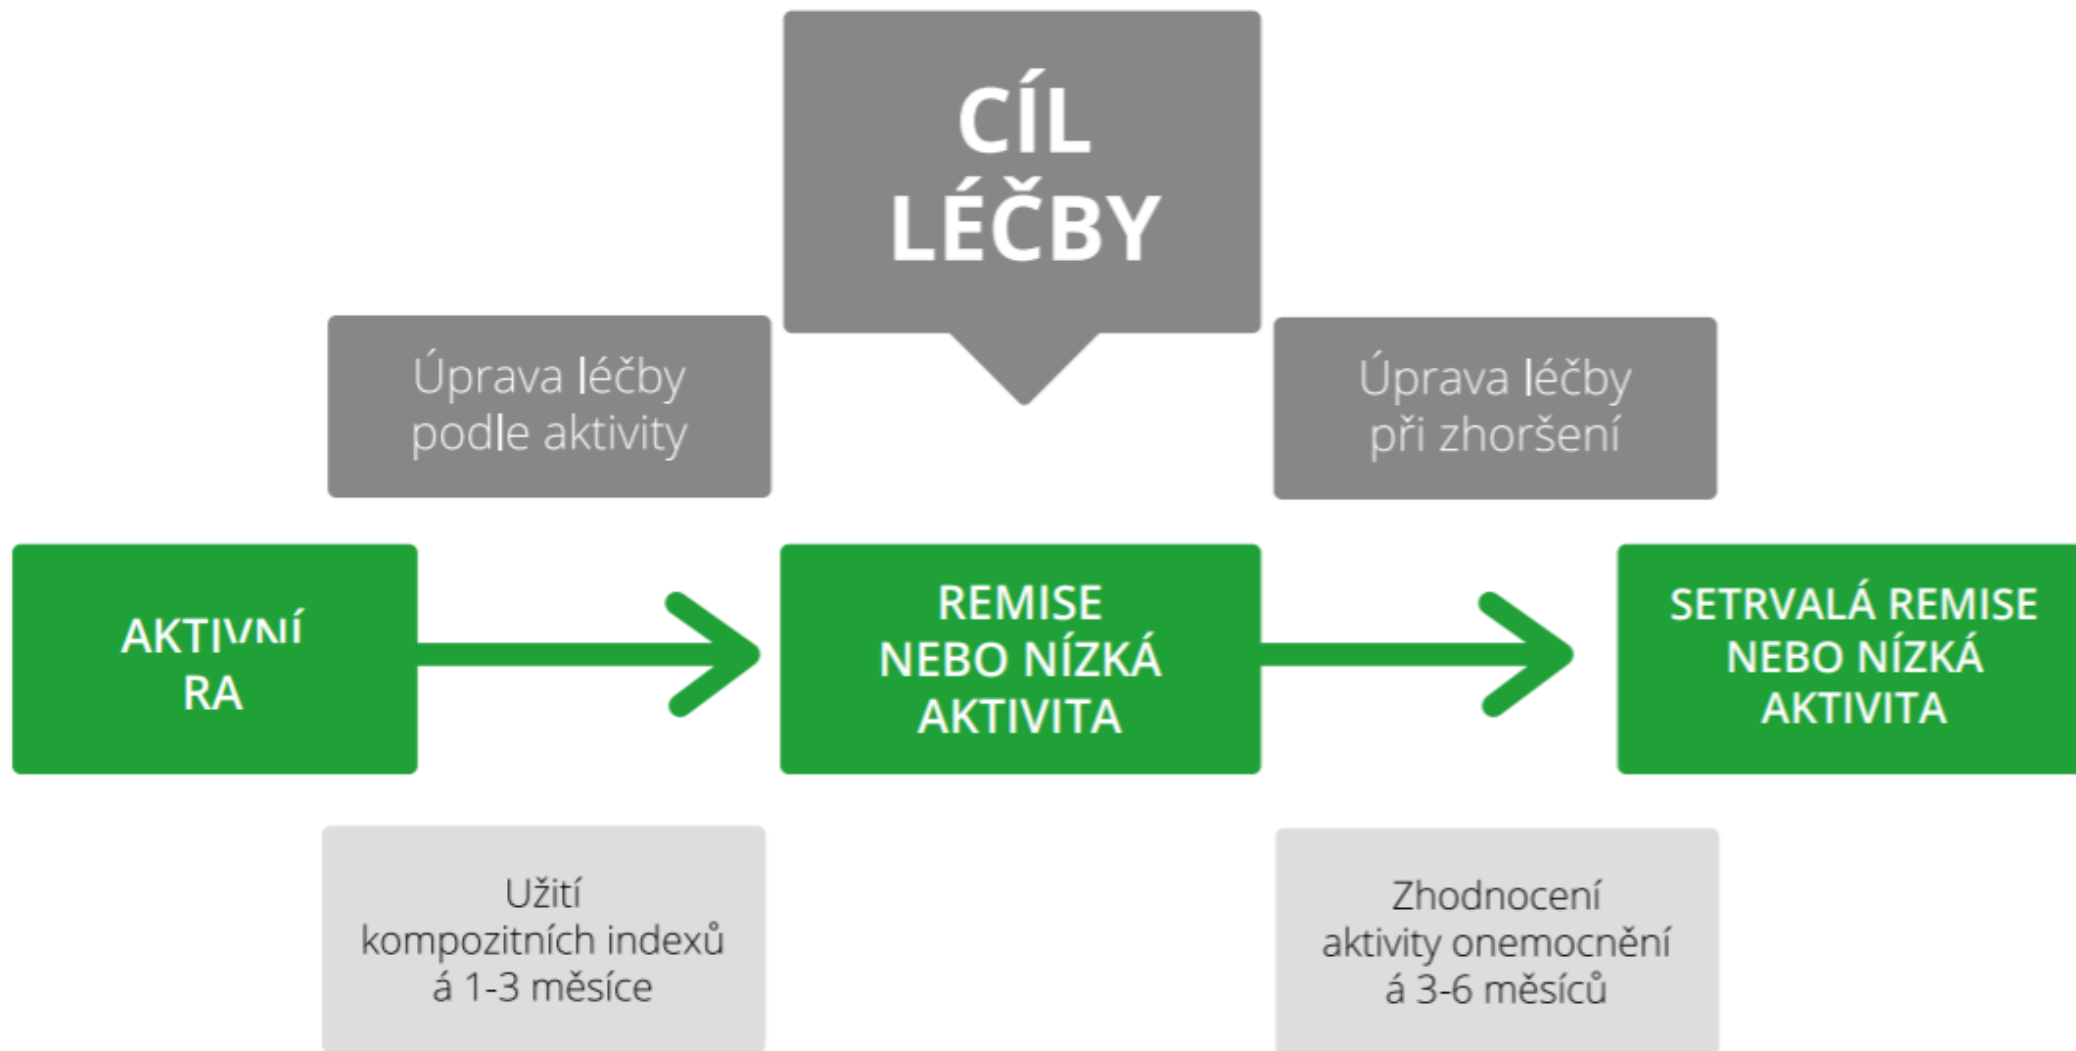 CÍL
LÉČBY
Úprava léčby
podle aktivity
Úprava léčby
při zhoršení
AKTIVNÍ
RA
REMISE
NEBO NÍZKÁ
AKTIVITA
SETRVALÁ REMISE
NEBO NÍZKÁ
AKTIVITA
Užití
kompozitních indexů
á 1-3 měsíce
Zhodnocení
aktivity onemocnění
á 3-6 měsíců